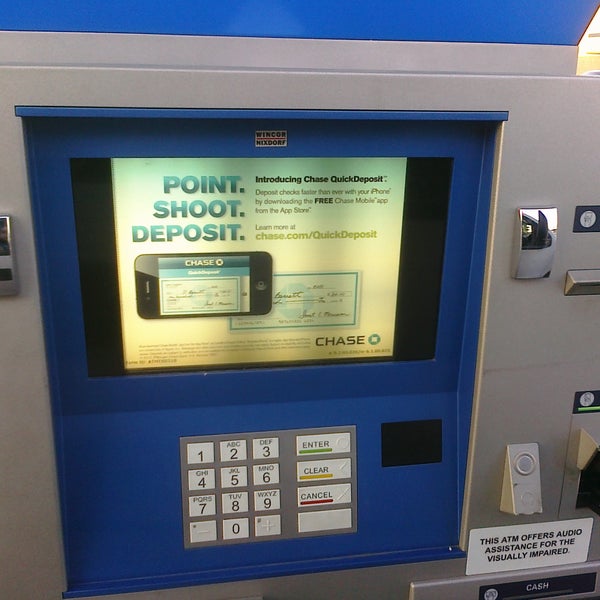 WINCOR
NIXDORF
POINT.
SHOOT.
DEPOSIT.
Introducing Chase QuickDeposit℠.
Deposit checks faster than ever with your iPhone®
by downloading the FREE Chase Mobile® app
from the App Store.
Learn more at
chase.com/QuickDeposit
CHASE
QuickDeposit
CHASE
1
ABC
2
DEF
3
ENTER
GHI
4
JKL
5
MNO
6
CLEAR
PQRS
7
TUV
8
WXYZ
9
CANCEL
0
THIS ATM OFFERS AUDIO
ASSISTANCE FOR THE
VISUALLY IMPAIRED.
CASH